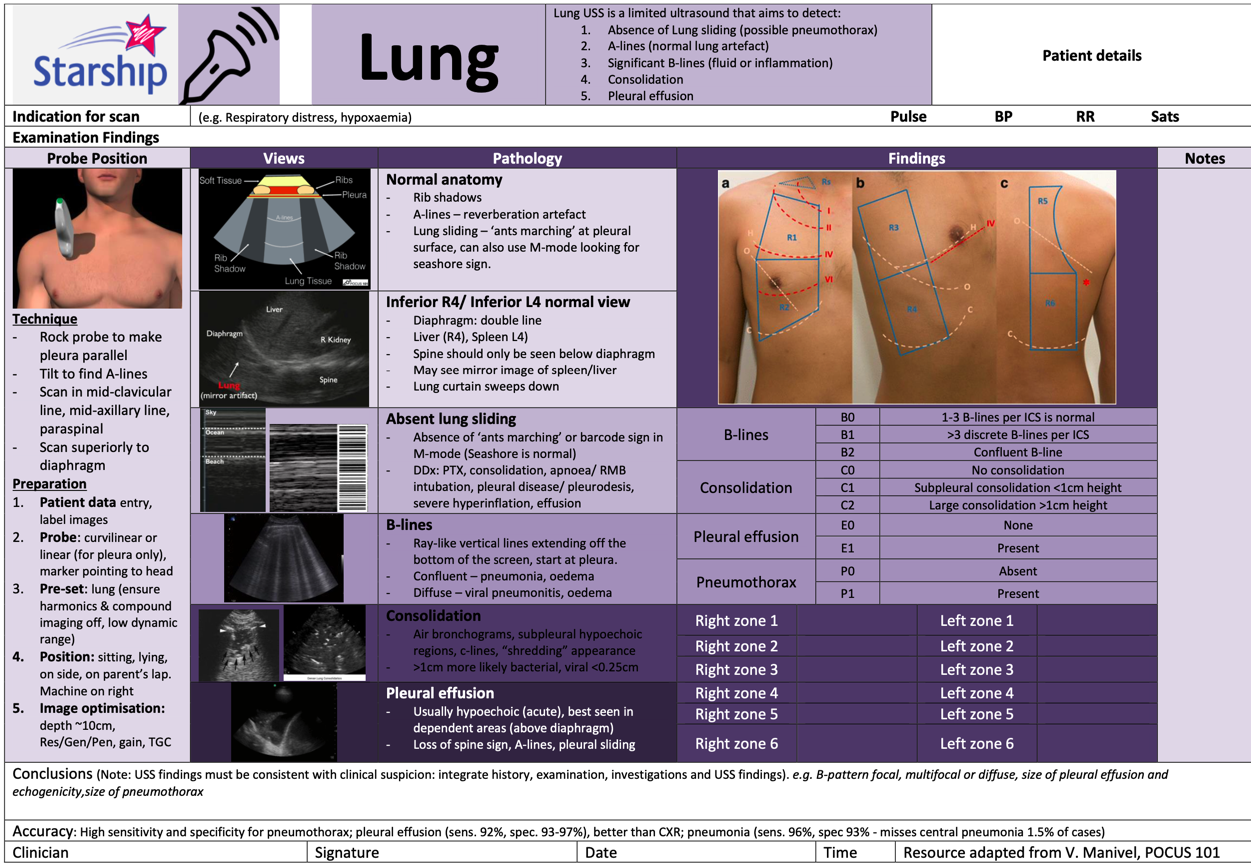 Starship
Lung
Lung USS is a limited ultrasound that aims to detect:
1. Absence of Lung sliding (possible pneumothorax)
2. A-lines (normal lung artefact)
3. Significant B-lines (fluid or inflammation)
4. Consolidation
5. Pleural effusion
Patient details
Indication for scan
(e.g. Respiratory distress, hypoxaemia)
Pulse BP RR Sats
Examination Findings
Probe Position
Views
Pathology
Findings
Notes
Technique
- Rock probe to make
pleura parallel
- Tilt to find A-lines
- Scan in mid-clavicular
line, mid-axillary line,
paraspinal
- Scan superiorly to
diaphragm
Preparation
1. Patient data entry,
label images
2. Probe: curvilinear or
linear (for pleura only),
marker pointing to head
3. Pre-set: lung (ensure
harmonics & compound
imaging off, low dynamic
range)
4. Position: sitting, lying,
on side, on parent's lap.
Machine on right
5. Image optimisation:
depth ~10cm,
Res/Gen/Pen, gain, TGC
Soft Tissue
Ribs
Pleura
A-lines
Rib
Shadow
Rib
Shadow
Lung Tissue
Normal anatomy
- Rib shadows
- A-lines – reverberation artefact
- Lung sliding – 'ants marching' at pleural
surface, can also use M-mode looking for
seashore sign.
Liver
Diaphragm
R Kidney
Spine
Lung
(mirror artifact)
Inferior R4/ Inferior L4 normal view
- Diaphragm: double line
- Liver (R4), Spleen L4)
- Spine should only be seen below diaphragm
- May see mirror image of spleen/liver
- Lung curtain sweeps down
Sky
Ocean
Beach
Absent lung sliding
- Absence of 'ants marching' or barcode sign in
M-mode (Seashore is normal)
- DDx: PTX, consolidation, apnoea/ RMB
intubation, pleural disease/ pleurodesis,
severe hyperinflation, effusion
B-lines
- Ray-like vertical lines extending off the
bottom of the screen, start at pleura.
- Confluent – pneumonia, oedema
- Diffuse – viral pneumonitis, oedema
Consolidation
- Air bronchograms, subpleural hypoechoic
regions, c-lines, "shredding" appearance
- >1cm more likely bacterial, viral <0.25cm
Pleural effusion
- Usually hypoechoic (acute), best seen in
dependent areas (above diaphragm)
- Loss of spine sign, A-lines, pleural sliding
a
Rs
I
II
R1
H
O
IV
VI
R2
C
b
R3
H
IV
O
R4
C
c
R5
O
*
R6
C
C
B-lines
B0 1-3 B-lines per ICS is normal
B1 >3 discrete B-lines per ICS
B2 Confluent B-line
Consolidation
C0 No consolidation
C1 Subpleural consolidation <1cm height
C2 Large consolidation >1cm height
Pleural effusion
E0 None
E1 Present
Pneumothorax
P0 Absent
P1 Present
Right zone 1 Left zone 1
Right zone 2 Left zone 2
Right zone 3 Left zone 3
Right zone 4 Left zone 4
Right zone 5 Left zone 5
Right zone 6 Left zone 6
Conclusions (Note: USS findings must be consistent with clinical suspicion: integrate history, examination, investigations and USS findings). e.g. B-pattern focal, multifocal or diffuse, size of pleural effusion and
echogenicity,size of pneumothorax
Accuracy: High sensitivity and specificity for pneumothorax; pleural effusion (sens. 92%, spec. 93-97%), better than CXR; pneumonia (sens. 96%, spec 93% - misses central pneumonia 1.5% of cases)
Clinician
Signature
Date
Time
Resource adapted from V. Manivel, POCUS 101